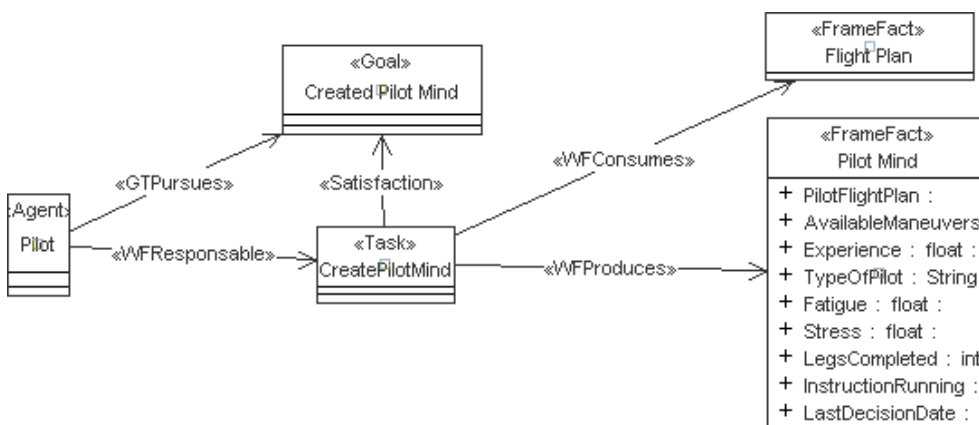 «FrameFact»
Flight Plan
«Goal»
Created Pilot Mind
«FrameFact»
Pilot Mind
«WFConsumes»
«GTPursues»
«Satisfaction»
+ PilotFlightPlan :
+ AvailableManeuvers
:Agent›
Pilot
«Task»
CreatePilotMind
«WFResponsable»
«WFProduces»
+ Experience : float :
+ TypeOfPilot : String
+ Fatigue : float :
+ Stress : float :
+ LegsCompleted : int
+ InstructionRunning :
+ LastDecisionDate :